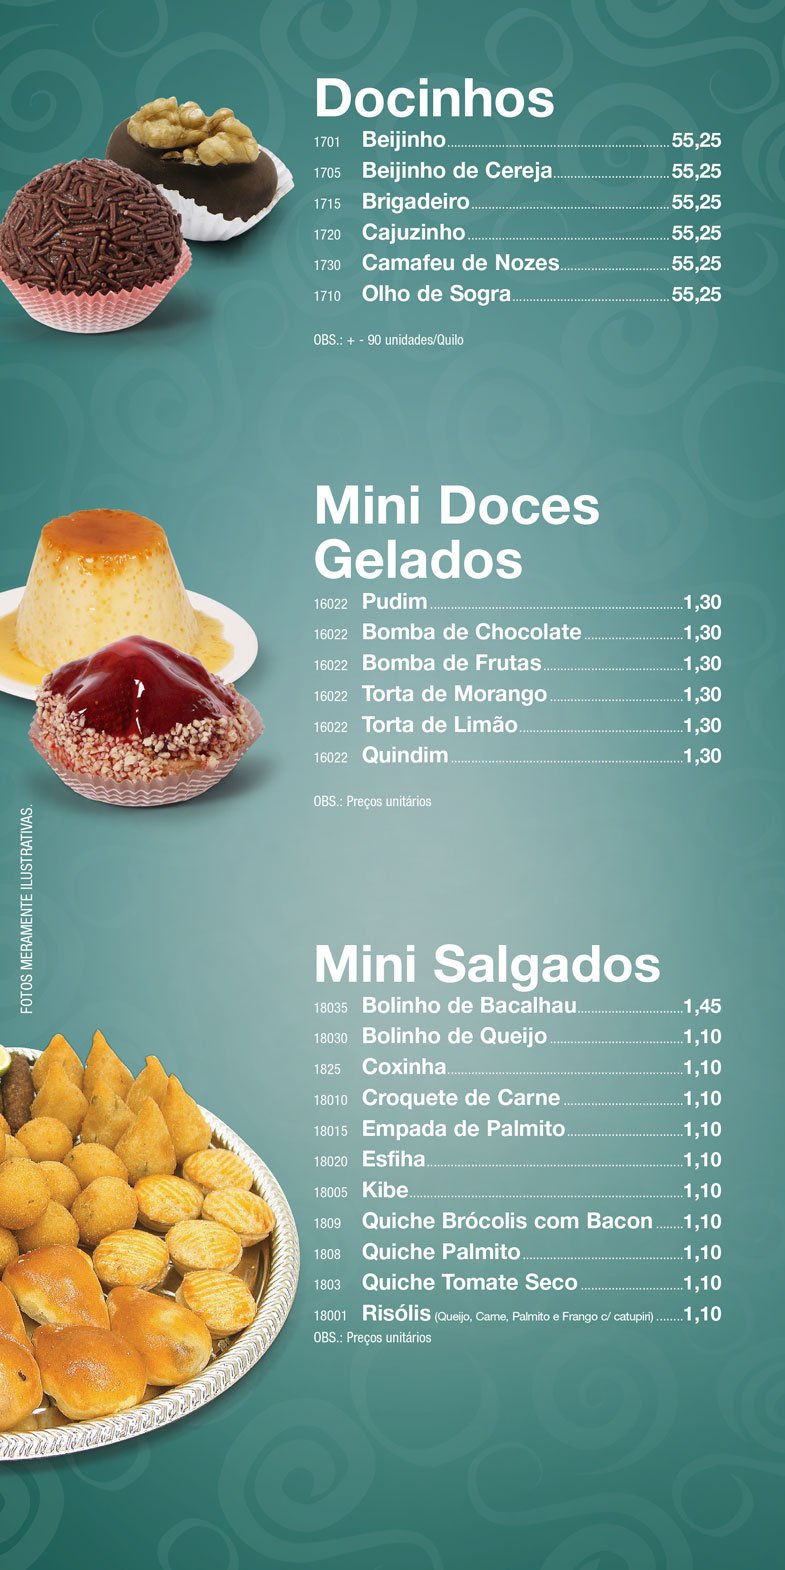 Docinhos
1701 Beijinho 55,25
1705 Beijinho de Cereja 55,25
1715 Brigadeiro 55,25
1720 Cajuzinho 55,25
1730 Camafeu de Nozes 55,25
1710 Olho de Sogra 55,25
OBS.: + - 90 unidades/Quilo
Mini Doces
Gelados
16022 Pudim 1,30
16022 Bomba de Chocolate 1,30
16022 Bomba de Frutas 1,30
16022 Torta de Morango 1,30
16022 Torta de Limão 1,30
16022 Quindim 1,30
OBS.: Preços unitários
FOTOS MERAMENTE ILUSTRATIVAS.
Mini Salgados
18035 Bolinho de Bacalhau 1,45
18030 Bolinho de Queijo 1,10
1825 Coxinha 1,10
18010 Croquete de Carne 1,10
18015 Empada de Palmito 1,10
18020 Esfiha 1,10
18005 Kibe 1,10
1809 Quiche Brócolis com Bacon 1,10
1808 Quiche Palmito 1,10
1803 Quiche Tomate Seco 1,10
18001 Risólis (Queijo, Carne, Palmito e Frango c/ catupiri) 1,10
OBS.: Preços unitários